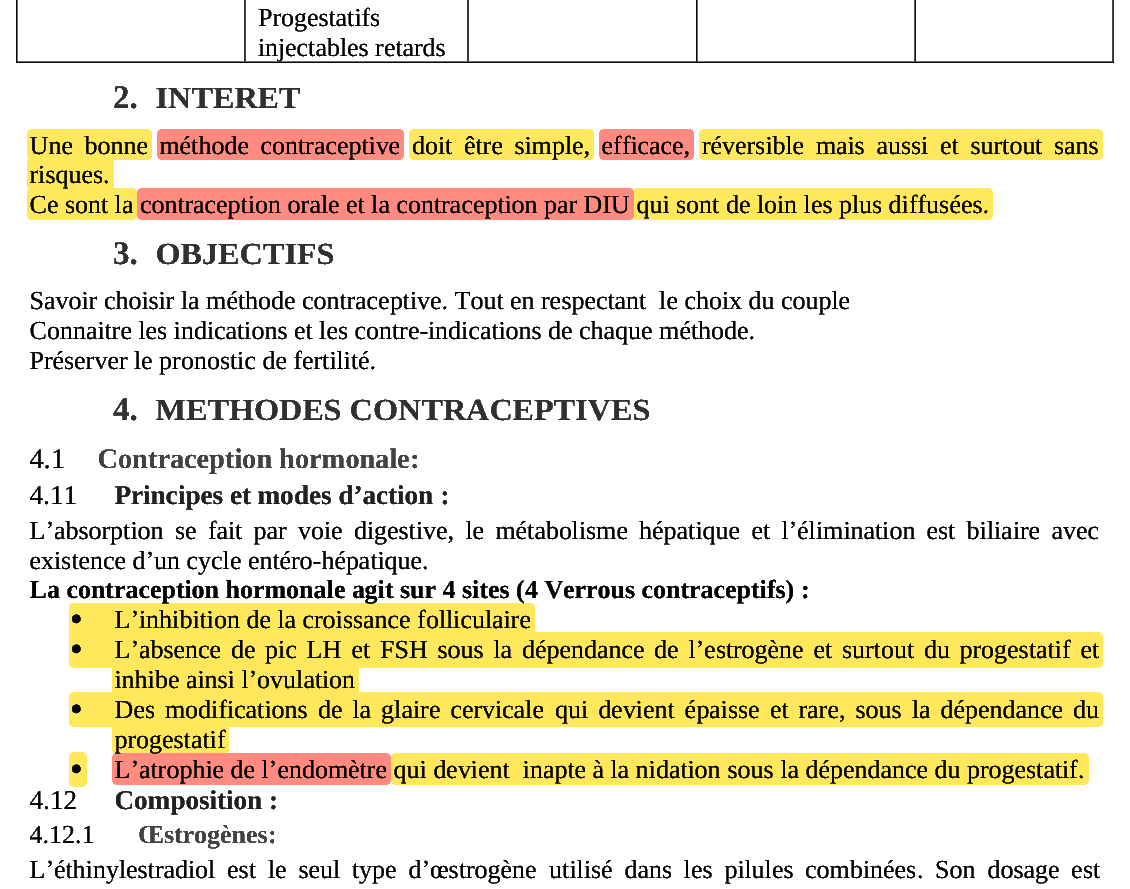 Progestatifs
injectables retards
2. INTERET
Une bonne méthode contraceptive doit être simple, efficace, réversible mais aussi et surtout sans
risques.
Ce sont la contraception orale et la contraception par DIU qui sont de loin les plus diffusées.
3. OBJECTIFS
Savoir choisir la méthode contraceptive. Tout en respectant  le choix du couple
Connaitre les indications et les contre-indications de chaque méthode.
Préserver le pronostic de fertilité.
4. METHODES CONTRACEPTIVES
4.1 Contraception hormonale:
4.11 Principes et modes d’action :
L’absorption se fait par voie digestive, le métabolisme hépatique et l’élimination est biliaire avec
existence d’un cycle entéro-hépatique.
La contraception hormonale agit sur 4 sites (4 Verrous contraceptifs) :
• L’inhibition de la croissance folliculaire
• L’absence de pic LH et FSH sous la dépendance de l’estrogène et surtout du progestatif et
inhibe ainsi l’ovulation
• Des modifications de la glaire cervicale qui devient épaisse et rare, sous la dépendance du
progestatif
• L’atrophie de l’endomètre qui devient  inapte à la nidation sous la dépendance du progestatif.
4.12 Composition :
4.12.1 Œstrogènes:
L’éthinylestradiol est le seul type d’œstrogène utilisé dans les pilules combinées. Son dosage est